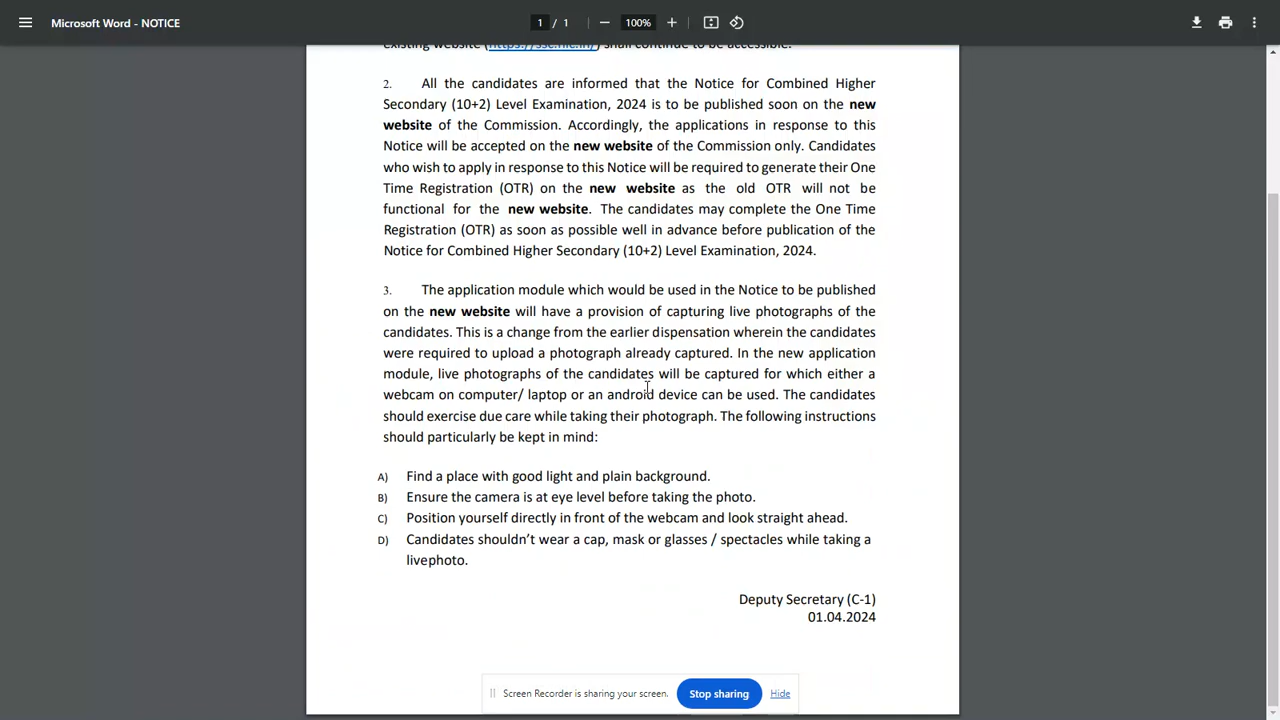 Microsoft Word - NOTICE
1 / 1
100%
existing website (https://ssc.nic.in/) shall continue to be accessible.
2. All the candidates are informed that the Notice for Combined Higher
Secondary (10+2) Level Examination, 2024 is to be published soon on the new
website of the Commission. Accordingly, the applications in response to this
Notice will be accepted on the new website of the Commission only. Candidates
who wish to apply in response to this Notice will be required to generate their One
Time Registration (OTR) on the new website as the old OTR will not be
functional for the new website. The candidates may complete the One Time
Registration (OTR) as soon as possible well in advance before publication of the
Notice for Combined Higher Secondary (10+2) Level Examination, 2024.
3. The application module which would be used in the Notice to be published
on the new website will have a provision of capturing live photographs of the
candidates. This is a change from the earlier dispensation wherein the candidates
were required to upload a photograph already captured. In the new application
module, live photographs of the candidates will be captured for which either a
webcam on computer/ laptop or an android device can be used. The candidates
should exercise due care while taking their photograph. The following instructions
should particularly be kept in mind:
A) Find a place with good light and plain background.
B) Ensure the camera is at eye level before taking the photo.
C) Position yourself directly in front of the webcam and look straight ahead.
D) Candidates shouldn't wear a cap, mask or glasses / spectacles while taking a
livephoto.
Deputy Secretary (C-1)
01.04.2024
Screen Recorder is sharing your screen. Stop sharing Hide